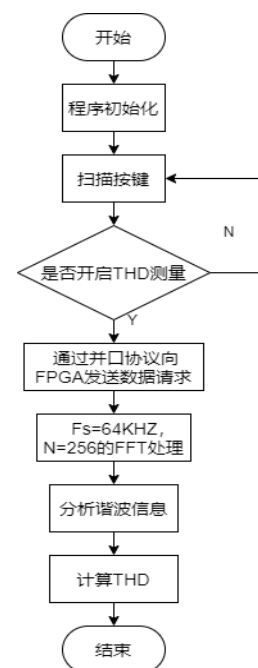 开始
程序初始化
扫描按键
N
是否开启THD测量
Y
通过并口协议向
FPGA发送数据请求
Fs=64KHZ，
N=256的FFT处理
分析谐波信息
计算THD
结束